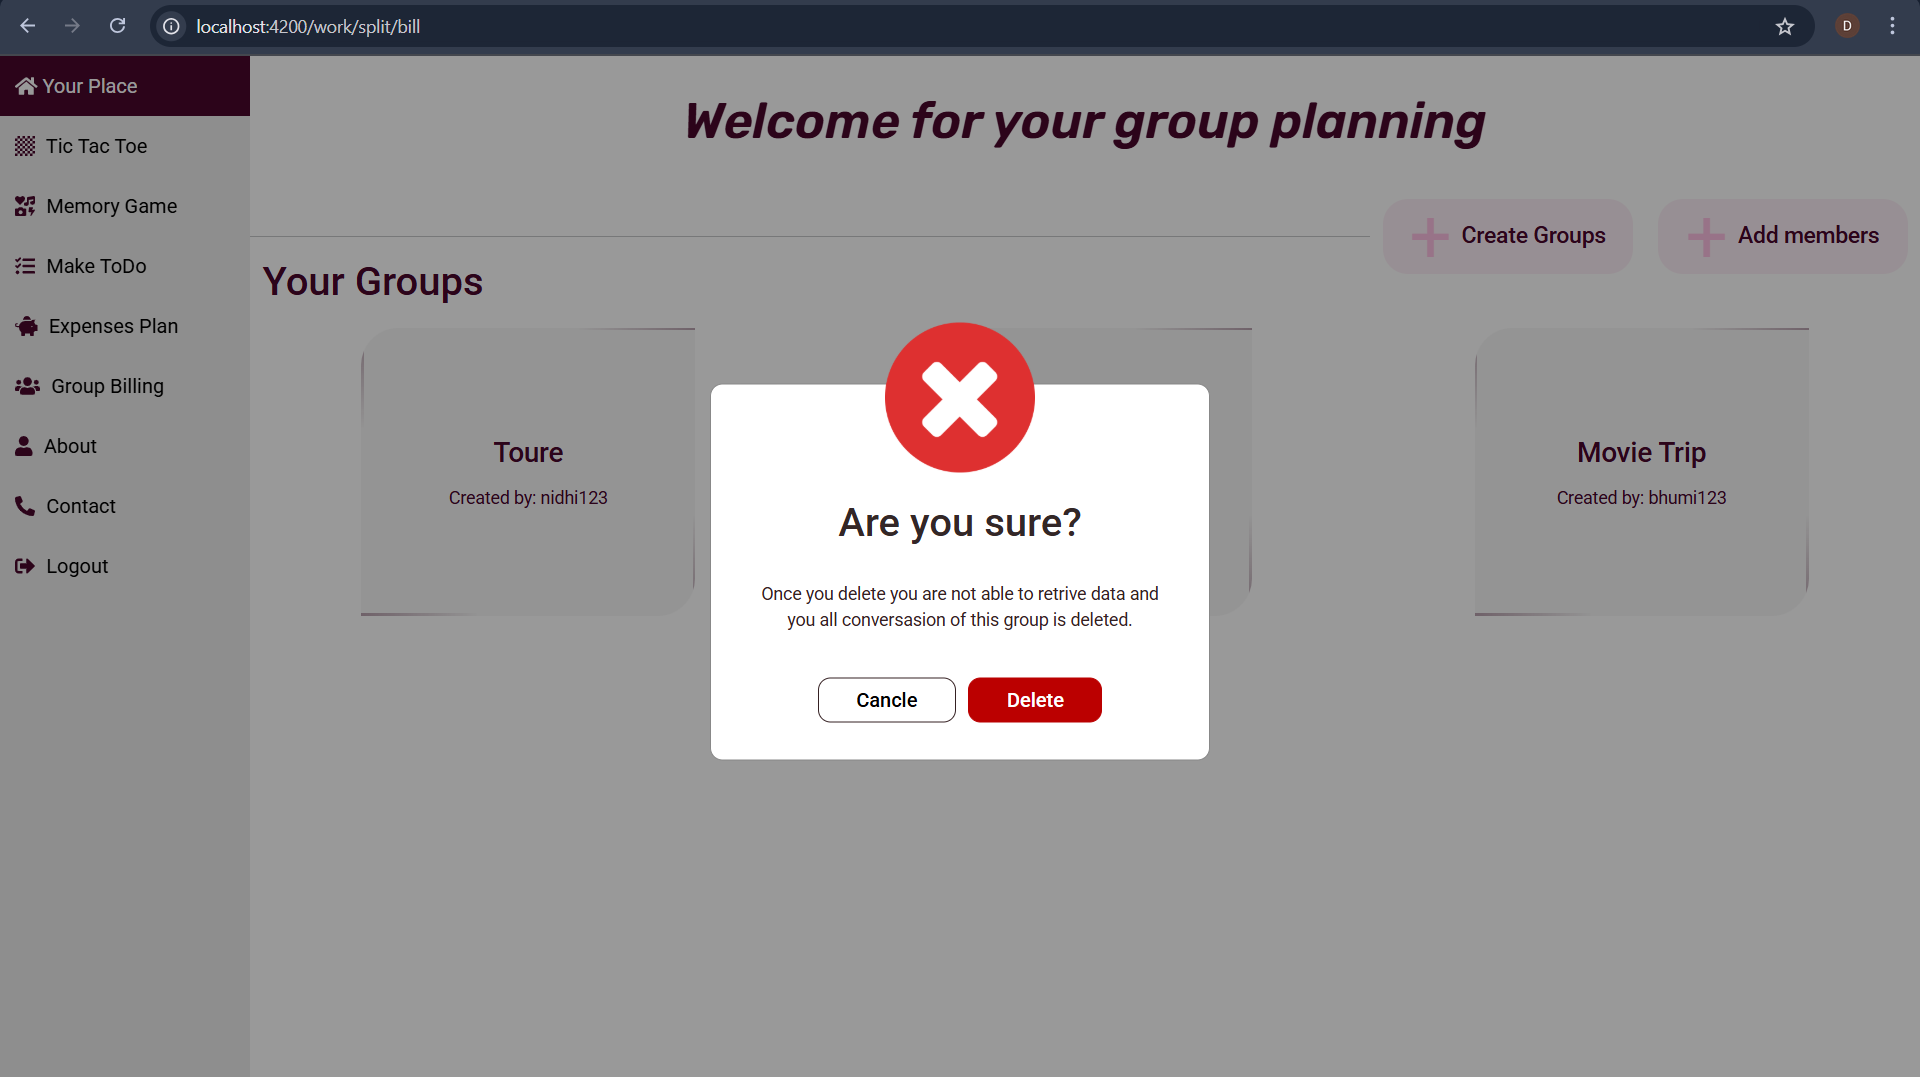 localhost:4200/work/split/bill
D
Your Place
Tic Tac Toe
Memory Game
Make ToDo
Expenses Plan
Group Billing
About
Contact
Logout
Welcome for your group planning
Create Groups
Add members
Your Groups
Toure
Created by: nidhi123
Movie Trip
Created by: bhumi123
Are you sure?
Once you delete you are not able to retrive data and
you all conversasion of this group is deleted.
Cancle
Delete